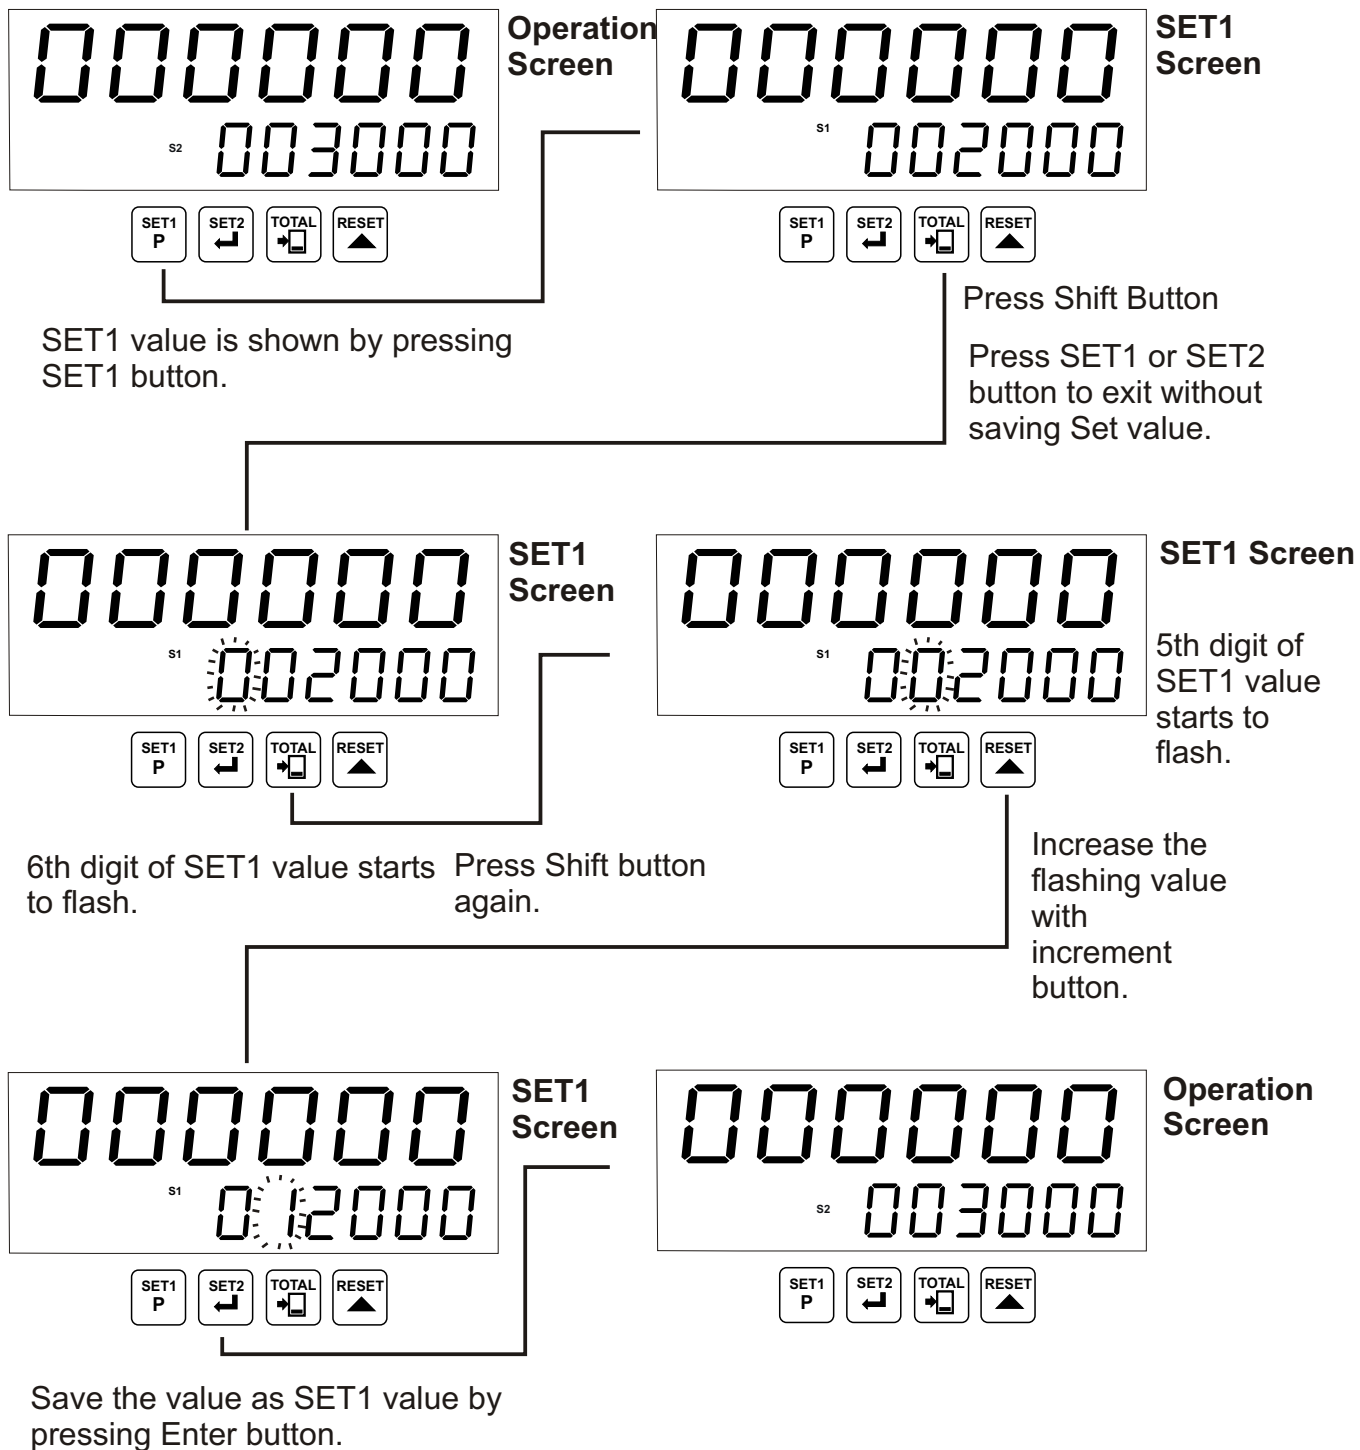 000000
Operation
Screen
S2 003000
SET1 SET2 TOTAL RESET
P
SET1 value is shown by pressing
SET1 button.
000000
SET1
Screen
S1 002000
SET1 SET2 TOTAL RESET
P
Press Shift Button
Press SET1 or SET2
button to exit without
saving Set value.
000000
SET1
Screen
S1 002000
SET1 SET2 TOTAL RESET
P
6th digit of SET1 value starts
to flash.
Press Shift button
again.
000000
SET1 Screen
S1 002000
5th digit of
SET1 value
starts to
flash.
SET1 SET2 TOTAL RESET
P
Increase the
flashing value
with
increment
button.
000000
SET1
Screen
S1 012000
SET1 SET2 TOTAL RESET
P
Save the value as SET1 value by
pressing Enter button.
000000
Operation
Screen
S2 003000
SET1 SET2 TOTAL RESET
P